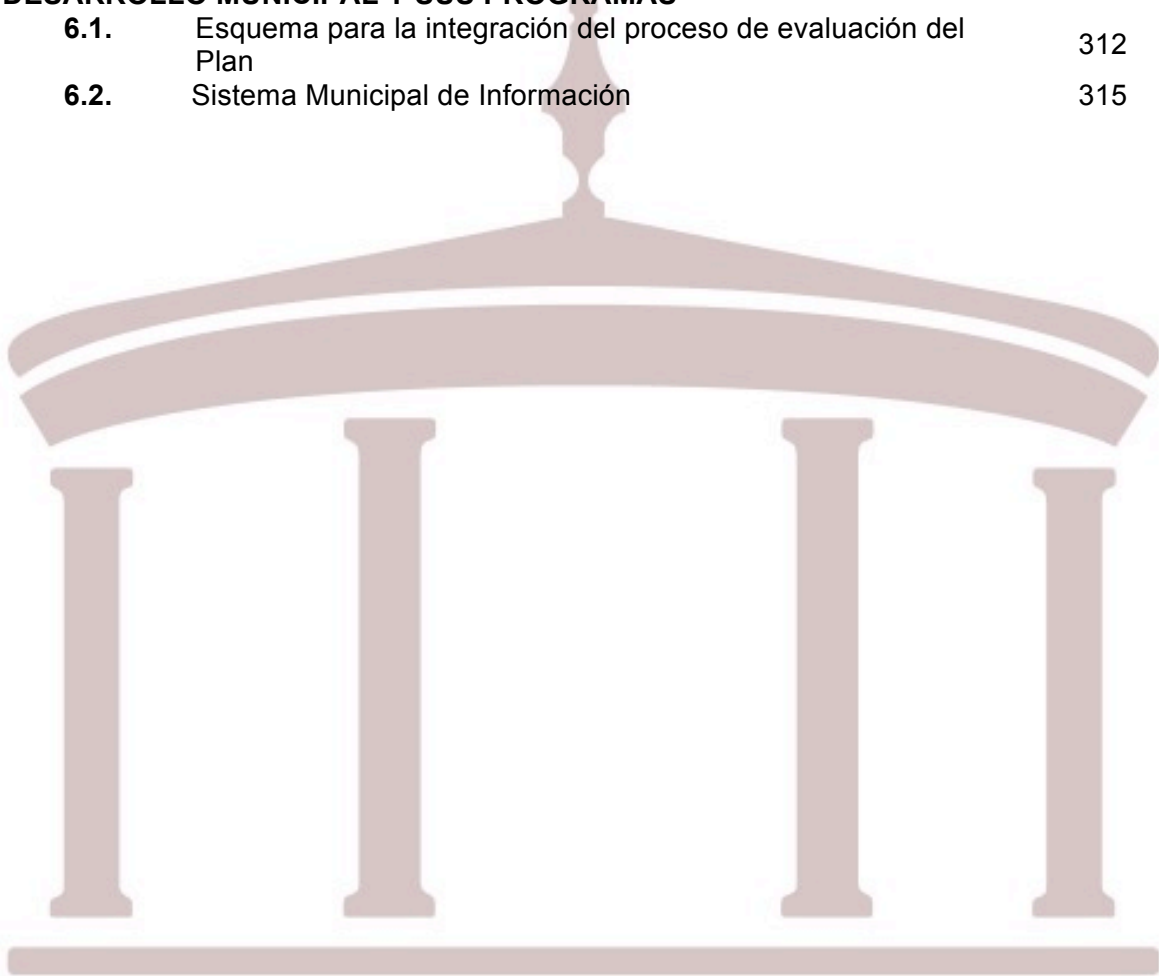 DESARROLLO MUNICIPAL Y SUS PROGRAMAS
6.1. Esquema para la integración del proceso de evaluación del 312
Plan
6.2. Sistema Municipal de Información 315